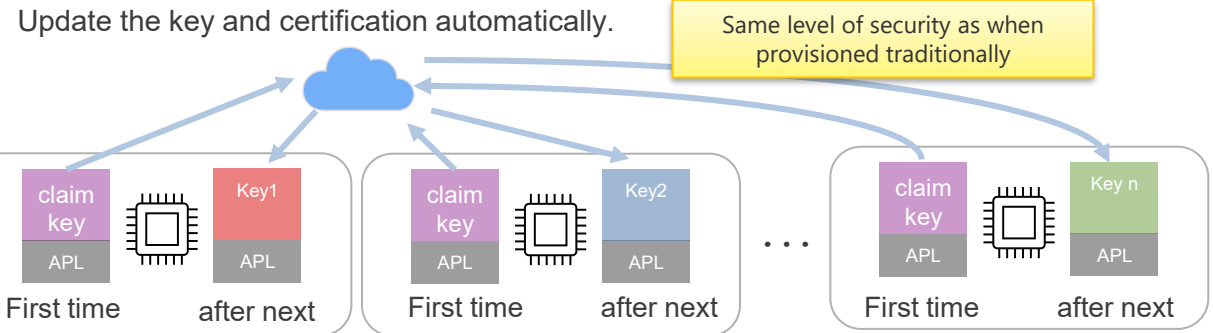 Update the key and certification automatically.
Same level of security as when
provisioned traditionally
claim
key
APL
Key1
APL
First time
after next
claim
key
APL
Key2
APL
First time
after next
. . .
claim
key
APL
Key n
APL
First time
after next